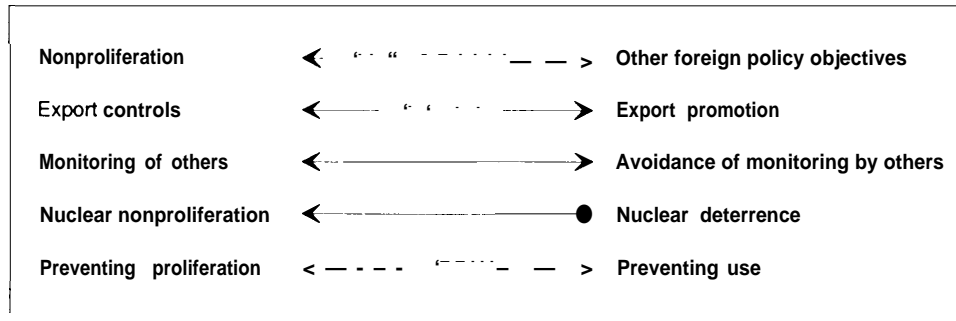 Nonproliferation Other foreign policy objectives
Export controls Export promotion
Monitoring of others Avoidance of monitoring by others
Nuclear nonproliferation Nuclear deterrence
Preventing proliferation Preventing use